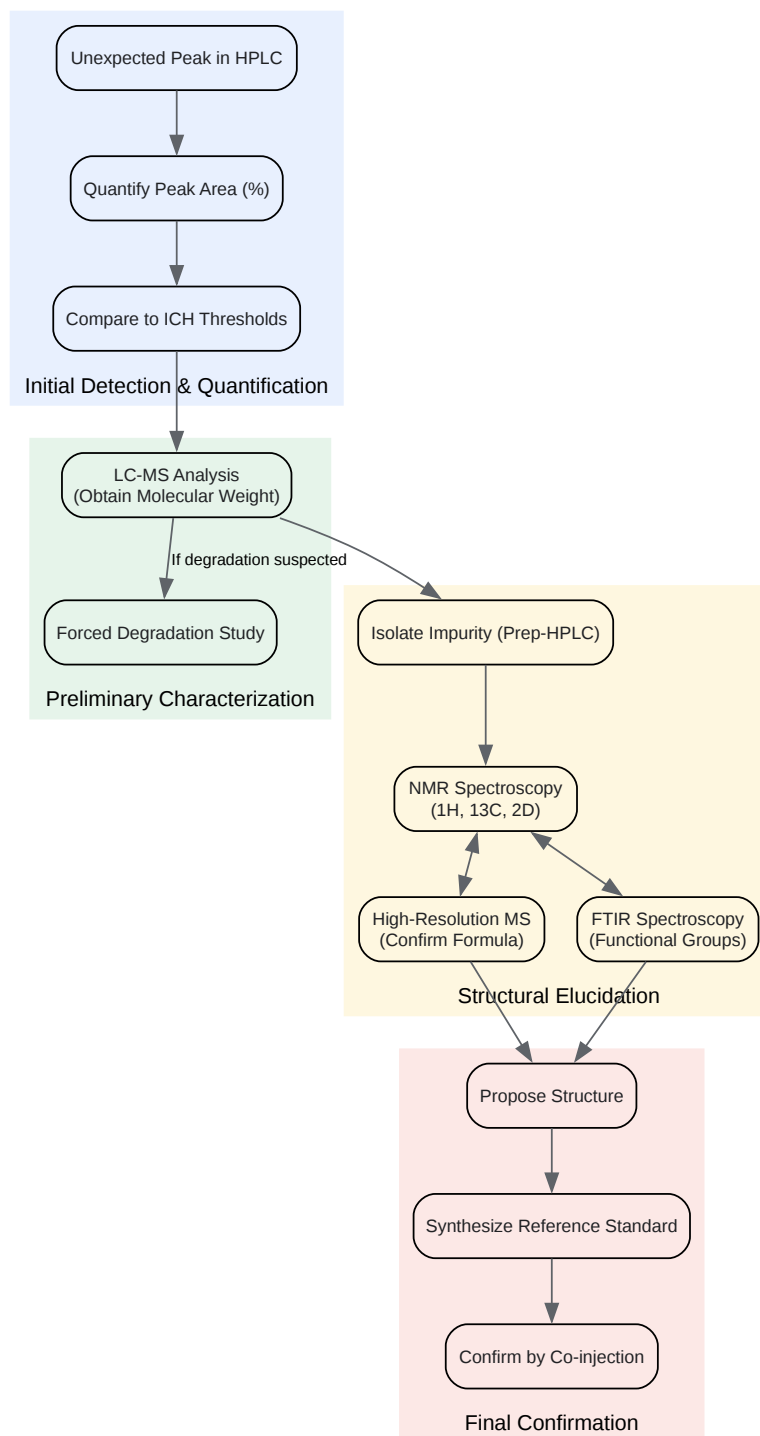 Unexpected Peak in HPLC
Quantify Peak Area (%)
Compare to ICH Thresholds
Initial Detection & Quantification
LC-MS Analysis
(Obtain Molecular Weight)
If degradation suspected
Forced Degradation Study
Preliminary Characterization
Isolate Impurity (Prep-HPLC)
NMR Spectroscopy
(1H, 13C, 2D)
High-Resolution MS
(Confirm Formula)
FTIR Spectroscopy
(Functional Groups)
Structural Elucidation
Propose Structure
Synthesize Reference Standard
Confirm by Co-injection
Final Confirmation